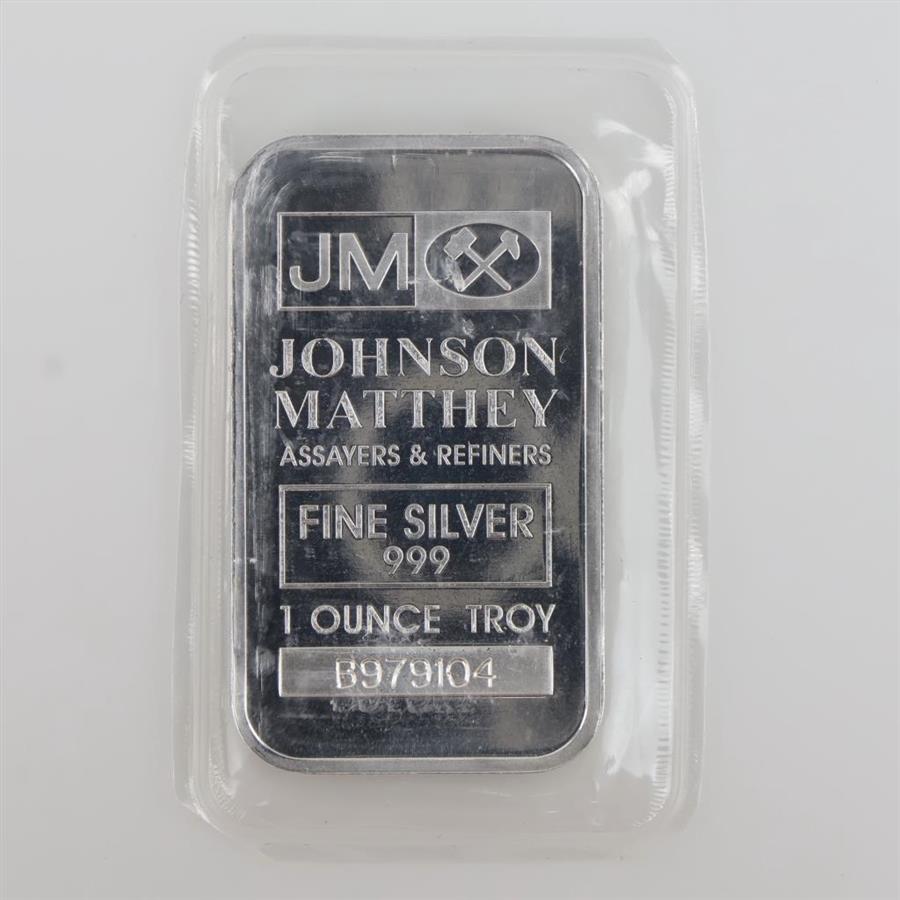 JM
JOHNSON
MATTHEY
ASSAYERS & REFINERS
FINE SILVER
999
1 OUNCE TROY
B979104